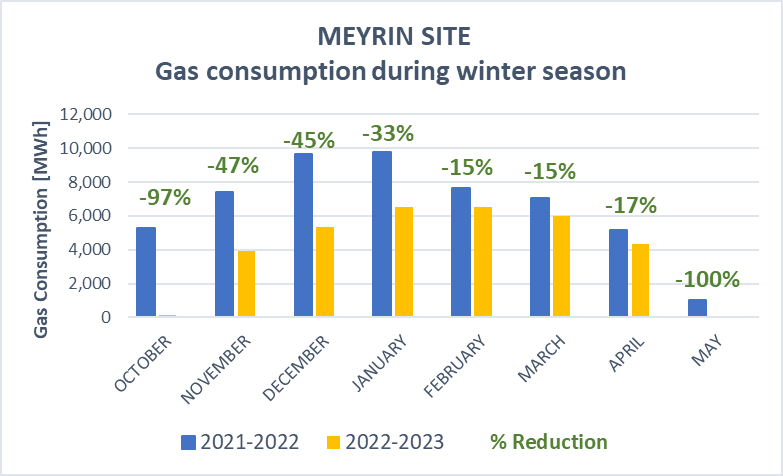 MEYRIN SITE
Gas consumption during winter season
Gas Consumption [MWh]
12,000
10,000
8,000
6,000
4,000
2,000
0
-97%
-47%
-45%
-33%
-15%
-15%
-17%
-100%
OCTOBER
NOVEMBER
DECEMBER
JANUARY
FEBRUARY
MARCH
APRIL
MAY
2021-2022 2022-2023 % Reduction